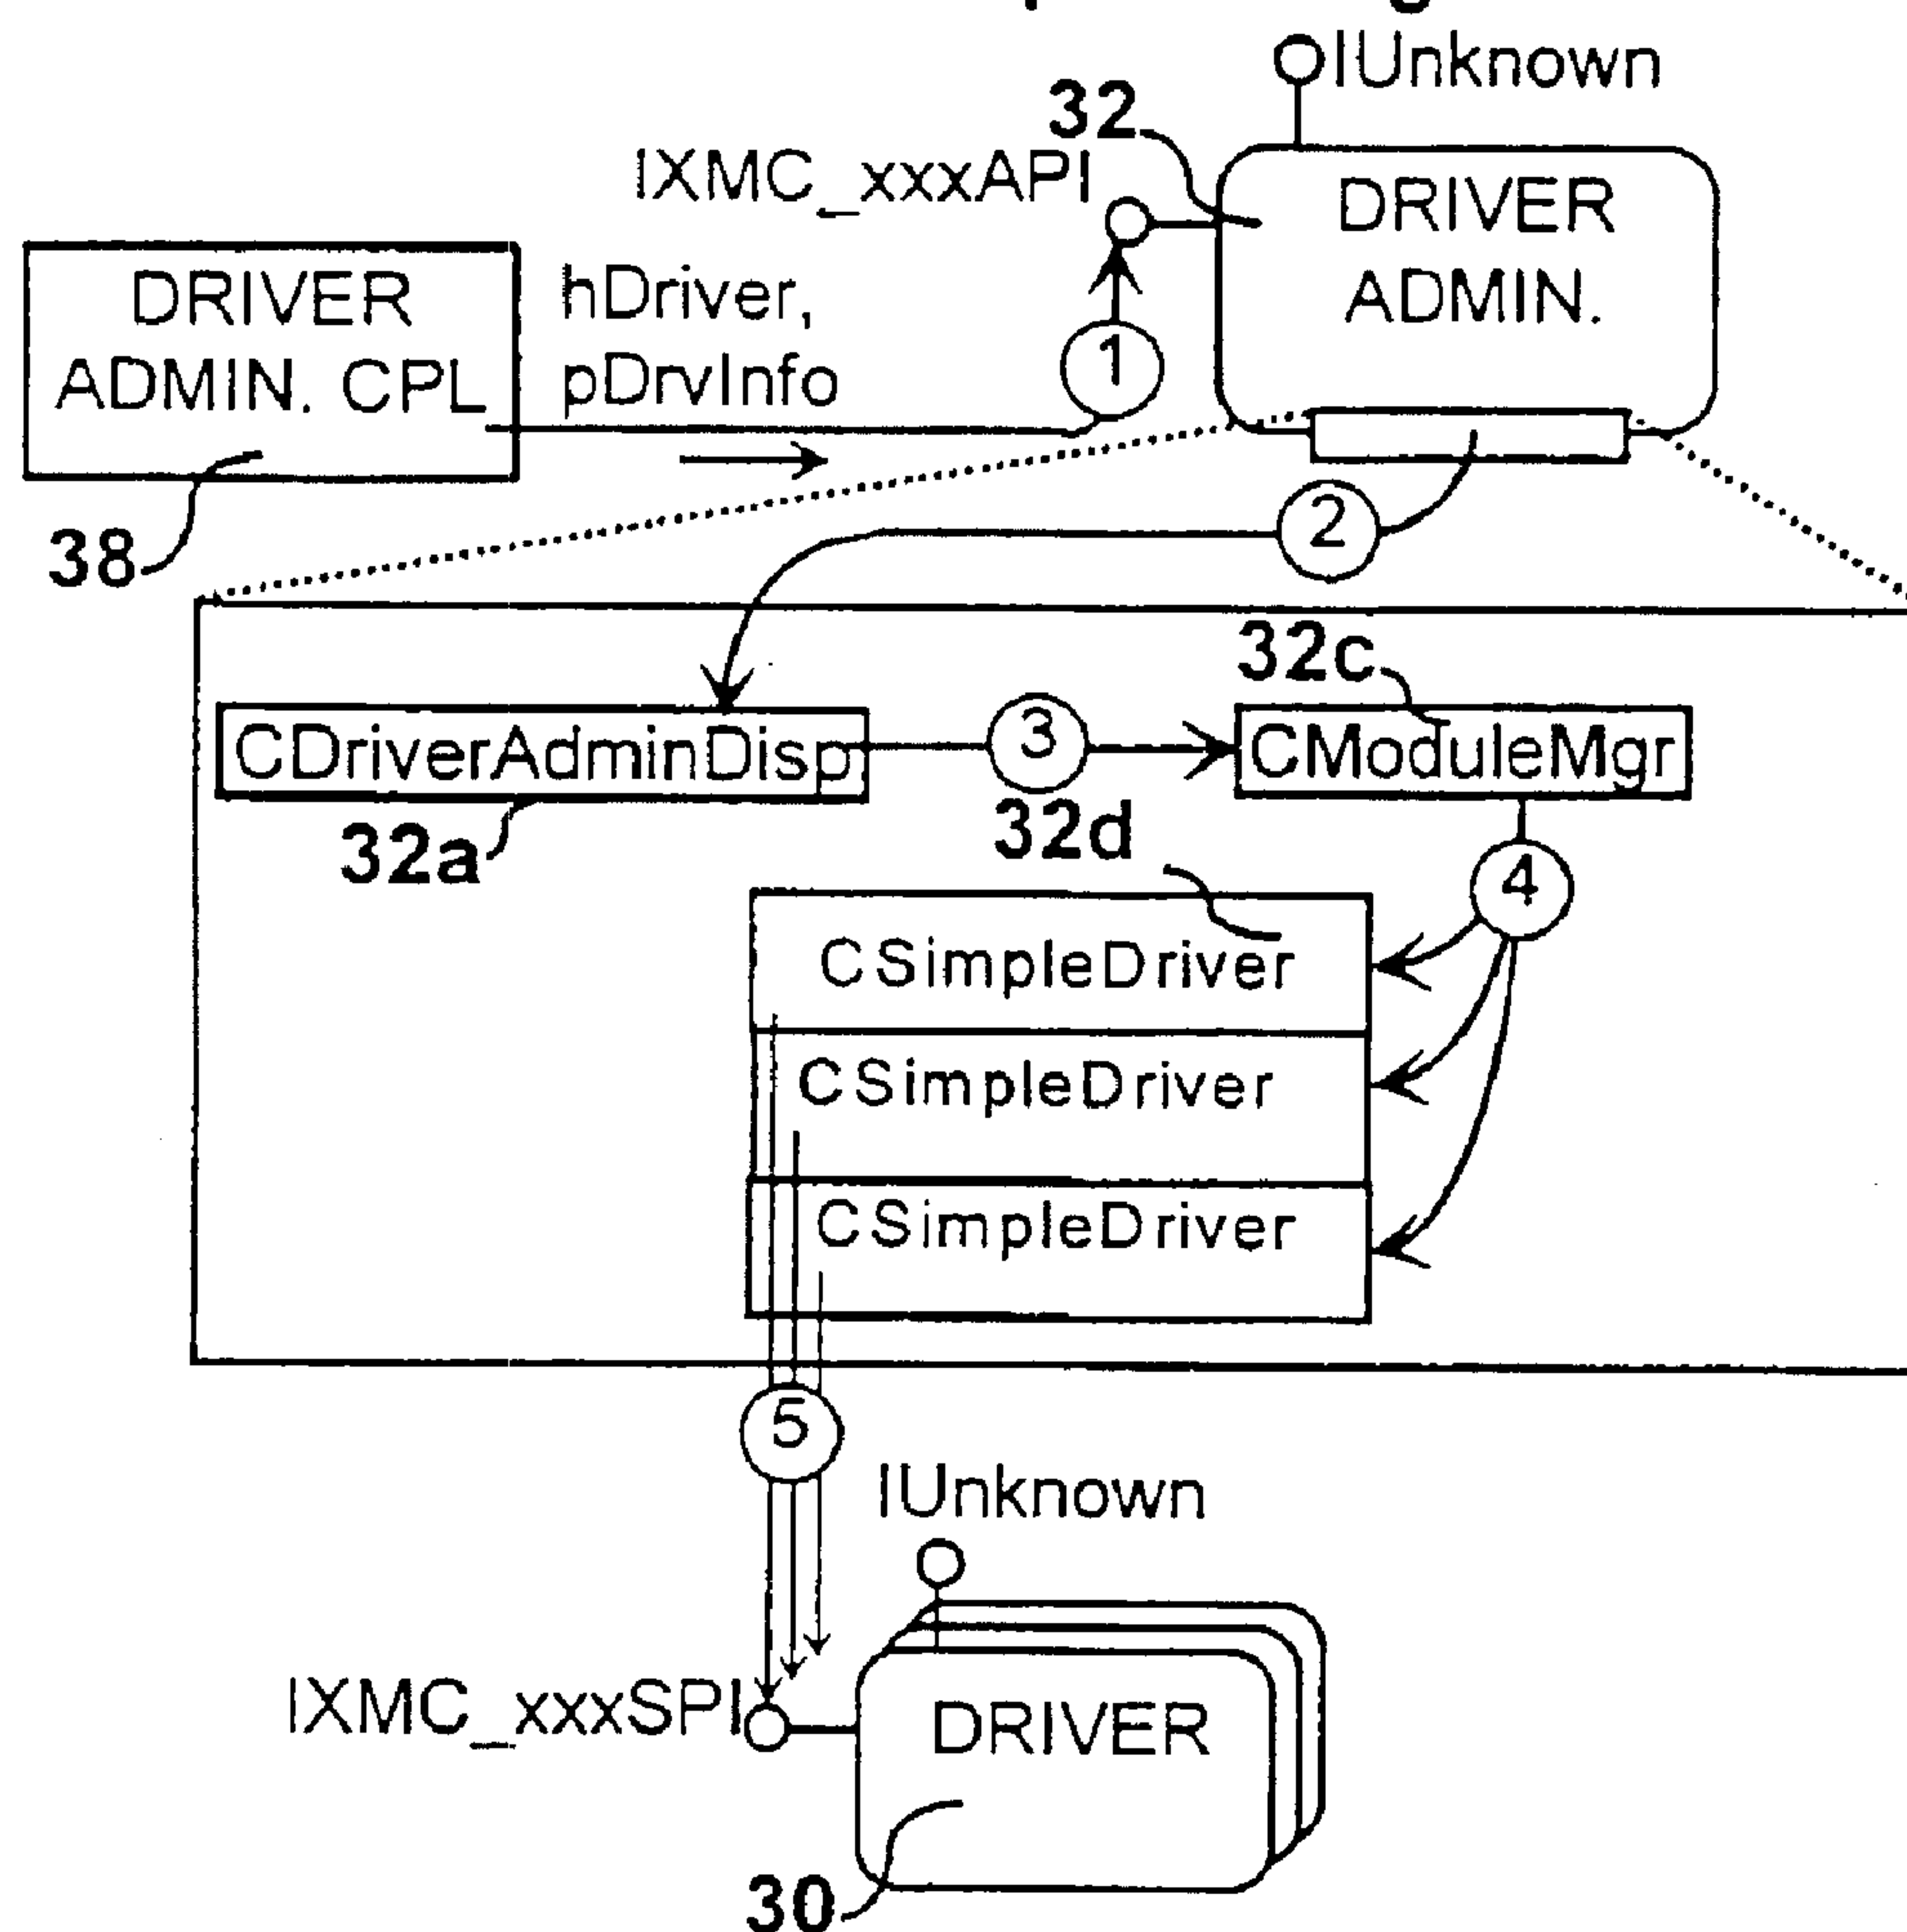 IUnknown
32
IXMC_xxxAPI
DRIVER
ADMIN.
DRIVER
ADMIN. CPL
hDriver,
pDrvInfo
1
38
2
32c
CDriverAdminDisp
3
CModuleMgr
32a
32d
4
CSimpleDriver
CSimpleDriver
CSimpleDriver
5
IUnknown
IXMC_xxxSPI
DRIVER
30